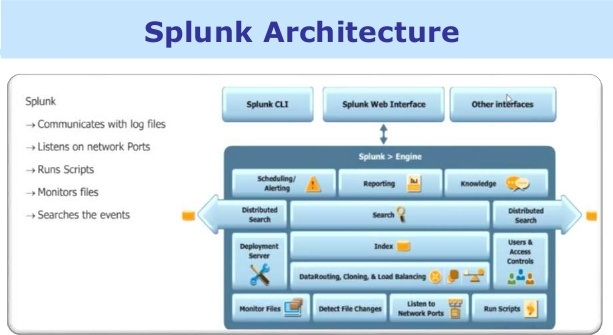 Splunk Architecture
Splunk
→ Communicates with log files
→ Listens on network Ports
→ Runs Scripts
→ Monitors files
→ Searches the events
Splunk CLI
Splunk Web Interface
Other interfaces
Splunk > Engine
Scheduling/
Alerting
Reporting
Knowledge
Distributed
Search
Search
Distributed
Search
Deployment
Server
Index
Users &
Access
Controls
DataRouting, Cloning, & Load Balancing
Monitor Files
Detect File Changes
Listen to
Network Ports
Run Scripts